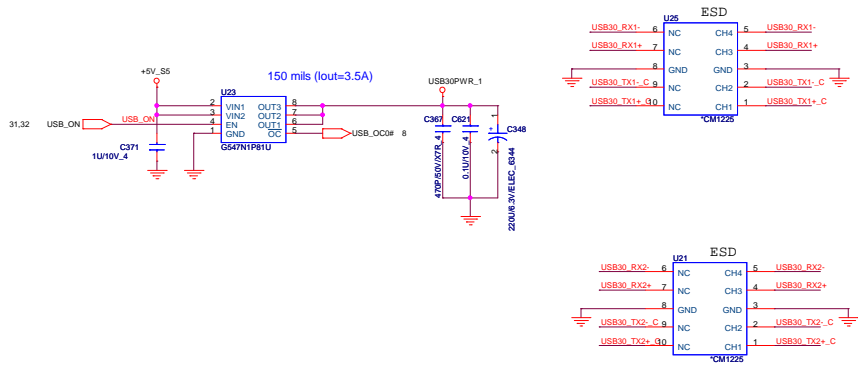 ESD
U25
USB30_RX1- 6 NC CH4 5 USB30_RX1-
USB30_RX1+ 7 NC CH3 4 USB30_RX1+
8 GND GND 3
USB30_TX1-_C 9 NC CH2 2 USB30_TX1-_C
USB30_TX1+_C 10 NC CH1 1 USB30_TX1+_C
*CM1225
+5V_S5
150 mils (Iout=3.5A)
USB30PWR_1
U23
2 VIN1 OUT3 8
3 VIN2 OUT2 7
31,32 USB_ON USB_ON 4 EN OUT1 6
1 GND OC 5 USB_OC0# 8
G547N1P81U
C371
1U/10V_4
C367
470P/50V/X7R_4
C621
0.1U/10V_4
1
+
C348
2
220U/6.3V/ELEC_6344
ESD
U21
USB30_RX2- 6 NC CH4 5 USB30_RX2-
USB30_RX2+ 7 NC CH3 4 USB30_RX2+
8 GND GND 3
USB30_TX2-_C 9 NC CH2 2 USB30_TX2-_C
USB30_TX2+_C 10 NC CH1 1 USB30_TX2+_C
*CM1225